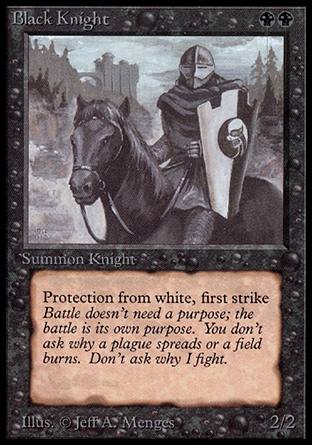 Black Knight
Summon Knight
Protection from white, first strike
Battle doesn't need a purpose; the
battle is its own purpose. You don't
ask why a plague spreads or a field
burns. Don't ask why I fight.
Illus. © Jeff A. Menges 2/2